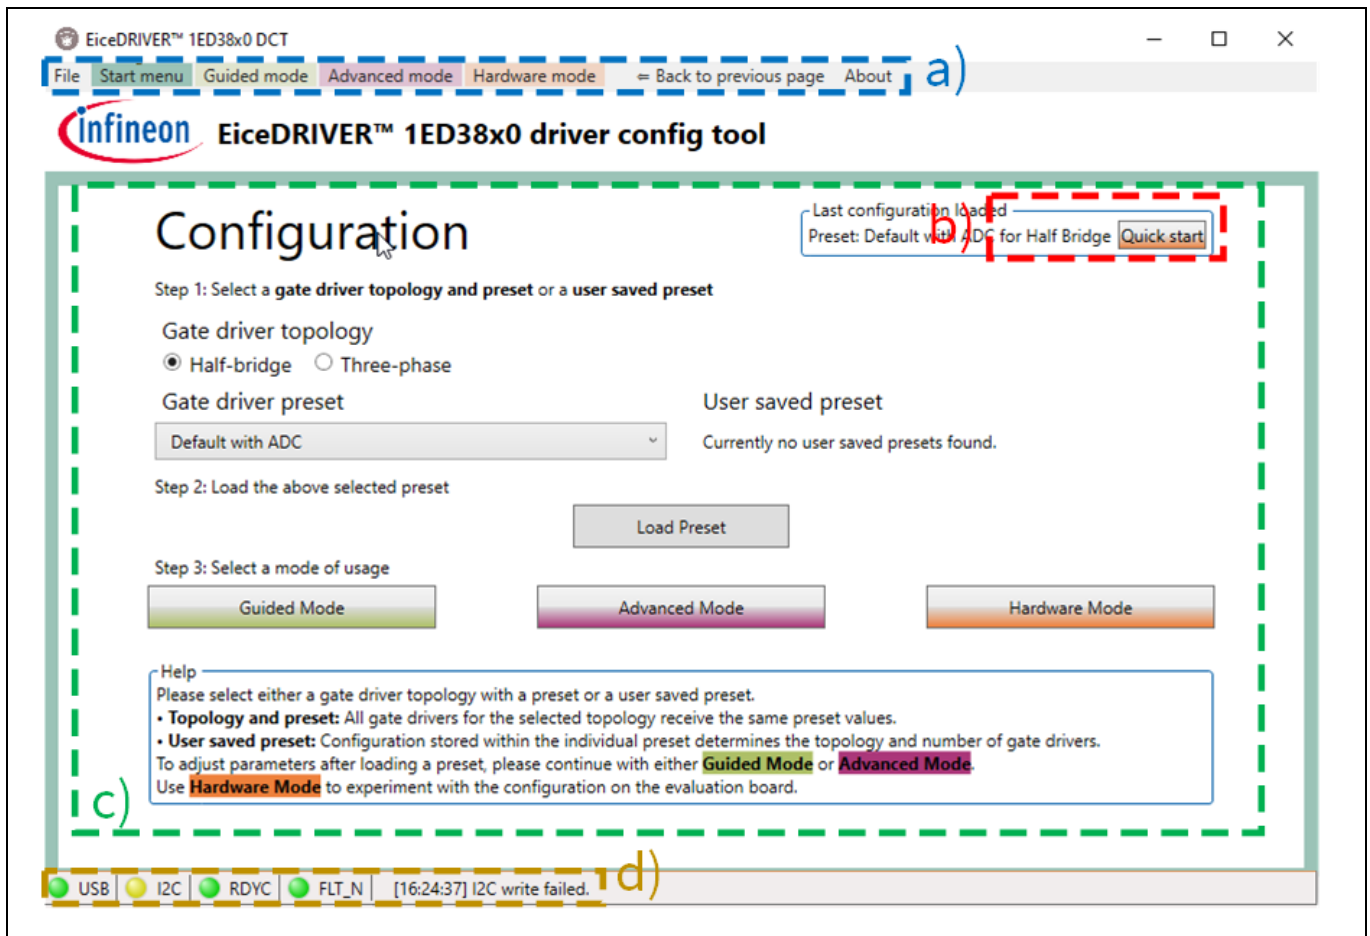 EiceDRIVER™ 1ED38x0 DCT
File Start menu Guided mode Advanced mode Hardware mode ⇐ Back to previous page About a)
infineon EiceDRIVER™ 1ED38x0 driver config tool
Last configuration loaded
Configuration
b)
Preset: Default with ADC for Half Bridge Quick start
Step 1: Select a gate driver topology and preset or a user saved preset
Gate driver topology
Half-bridge Three-phase
Gate driver preset User saved preset
Default with ADC Currently no user saved presets found.
Step 2: Load the above selected preset
Load Preset
Step 3: Select a mode of usage
Guided Mode Advanced Mode Hardware Mode
Help
Please select either a gate driver topology with a preset or a user saved preset.
• Topology and preset: All gate drivers for the selected topology receive the same preset values.
• User saved preset: Configuration stored within the individual preset determines the topology and number of gate drivers.
To adjust parameters after loading a preset, please continue with either Guided Mode or Advanced Mode.
Use Hardware Mode to experiment with the configuration on the evaluation board.
c)
USB I2C RDYC FLT_N [16:24:37] I2C write failed. d)